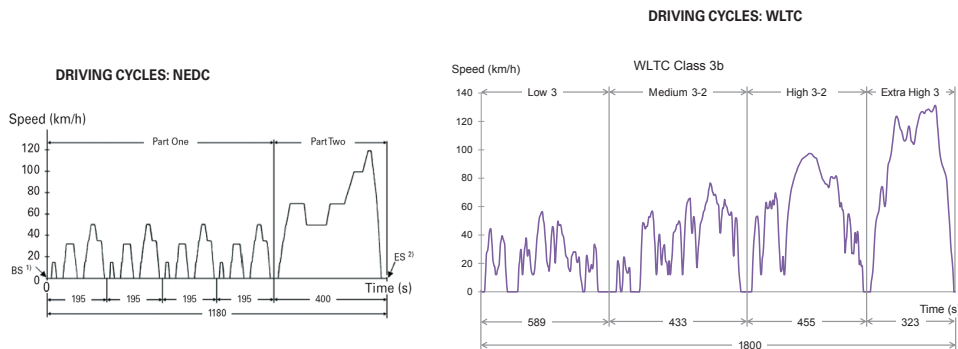 DRIVING CYCLES: NEDC
Speed (km/h)
Part One
Part Two
120
100
80
60
40
20
0
BS 1)
ES 2)
0
Time (s)
195
195
195
195
400
1180
DRIVING CYCLES: WLTC
Speed (km/h)
WLTC Class 3b
Low 3
Medium 3-2
High 3-2
Extra High 3
140
120
100
80
60
40
20
0
Time (s
589
433
455
323
1800